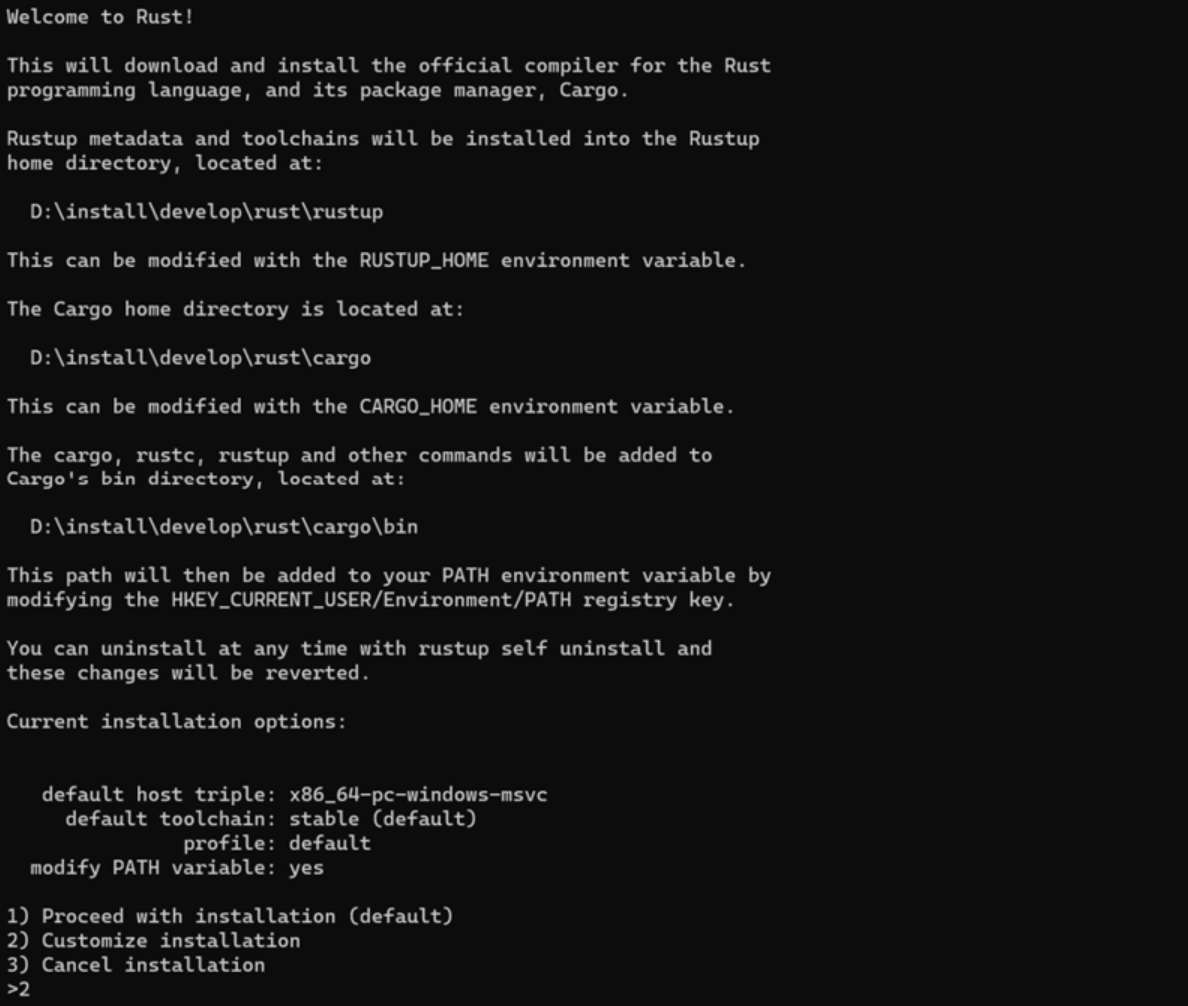 Welcome to Rust!
This will download and install the official compiler for the Rust
programming language, and its package manager, Cargo.
Rustup metadata and toolchains will be installed into the Rustup
home directory, located at:
D:\install\develop\rust\rustup
This can be modified with the RUSTUP_HOME environment variable.
The Cargo home directory is located at:
D:\install\develop\rust\cargo
This can be modified with the CARGO_HOME environment variable.
The cargo, rustc, rustup and other commands will be added to
Cargo's bin directory, located at:
D:\install\develop\rust\cargo\bin
This path will then be added to your PATH environment variable by
modifying the HKEY_CURRENT_USER/Environment/PATH registry key.
You can uninstall at any time with rustup self uninstall and
these changes will be reverted.
Current installation options:
default host triple: x86_64-pc-windows-msvc
default toolchain: stable (default)
profile: default
modify PATH variable: yes
1) Proceed with installation (default)
2) Customize installation
3) Cancel installation
>2